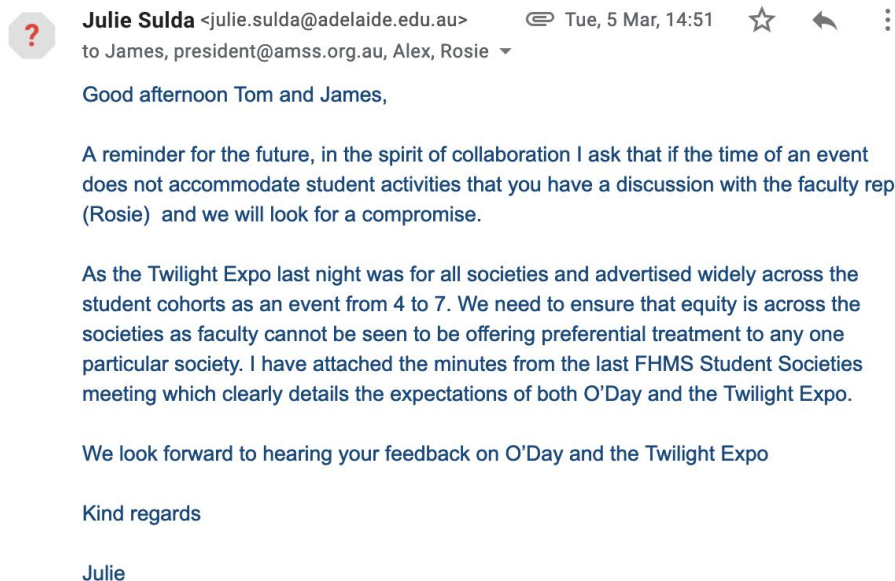 ?
Julie Sulda <julie.sulda@adelaide.edu.au>
Tue, 5 Mar, 14:51
to James, president@amss.org.au, Alex, Rosie
Good afternoon Tom and James,
A reminder for the future, in the spirit of collaboration I ask that if the time of an event
does not accommodate student activities that you have a discussion with the faculty rep
(Rosie)  and we will look for a compromise.
As the Twilight Expo last night was for all societies and advertised widely across the
student cohorts as an event from 4 to 7. We need to ensure that equity is across the
societies as faculty cannot be seen to be offering preferential treatment to any one
particular society. I have attached the minutes from the last FHMS Student Societies
meeting which clearly details the expectations of both O’Day and the Twilight Expo.
We look forward to hearing your feedback on O’Day and the Twilight Expo
Kind regards
Julie